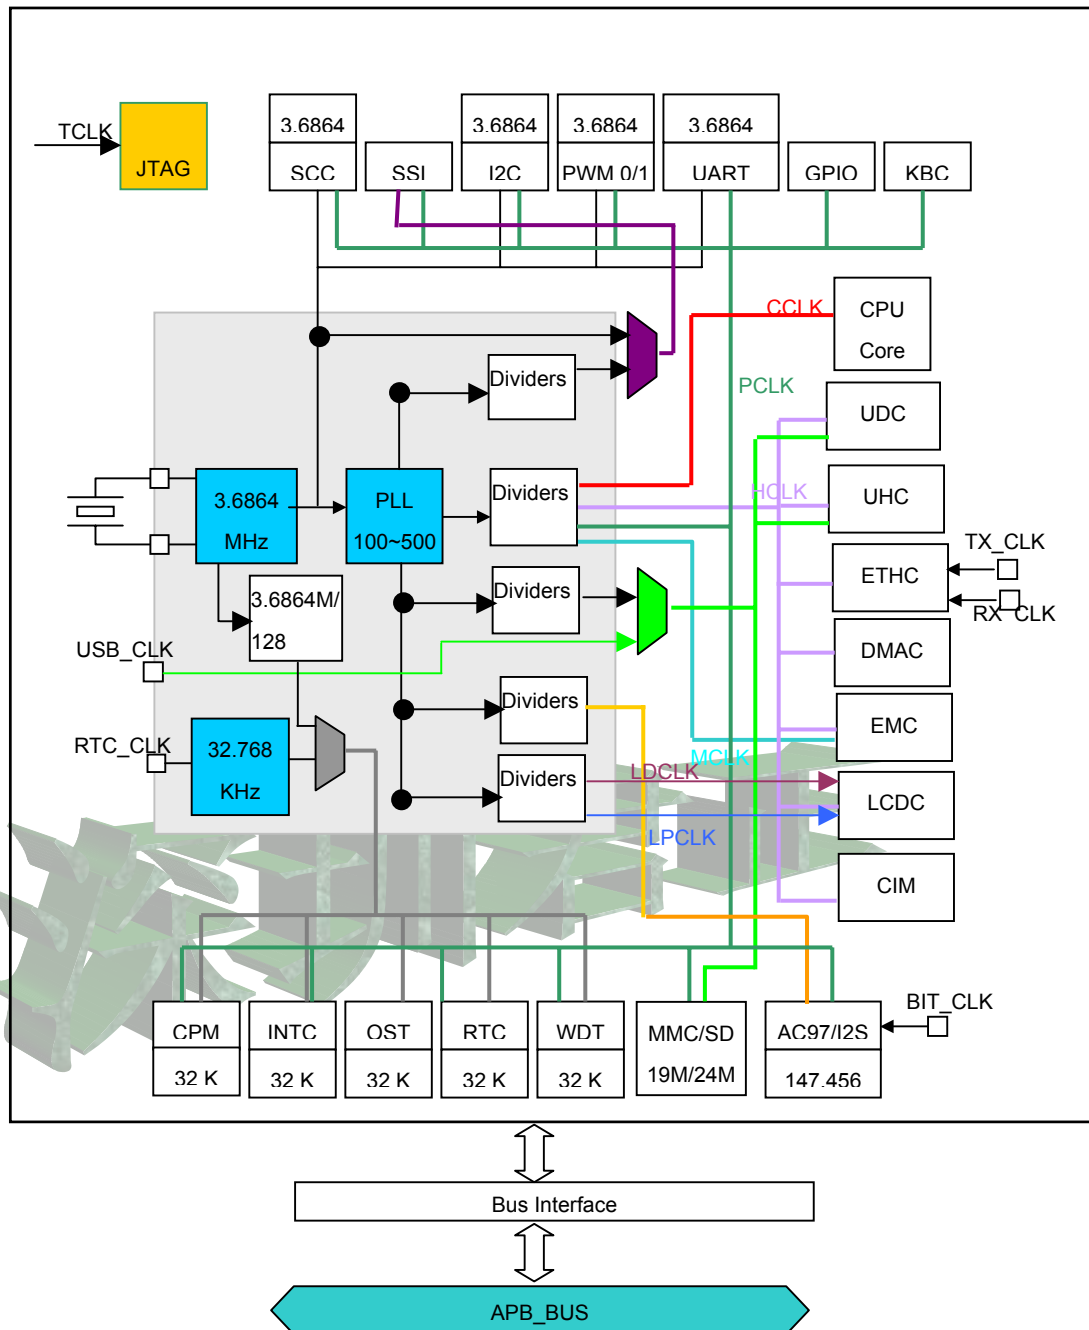 TCLK
JTAG
3.6864
SCC
SSI
3.6864
I2C
3.6864
PWM 0/1
3.6864
UART
GPIO
KBC
CCLK
CPU
Core
Dividers
PCLK
UDC
3.6864
MHz
PLL
100~500
Dividers
HCLK
UHC
TX_CLK
ETHC
RX_CLK
3.6864M/
128
Dividers
USB_CLK
DMAC
Dividers
EMC
RTC_CLK
32.768
KHz
MCLK
Dividers
LDCLK
LCDC
LPCLK
CIM
BIT_CLK
CPM
32 K
INTC
32 K
OST
32 K
RTC
32 K
WDT
32 K
MMC/SD
19M/24M
AC97/I2S
147.456
Bus Interface
APB_BUS